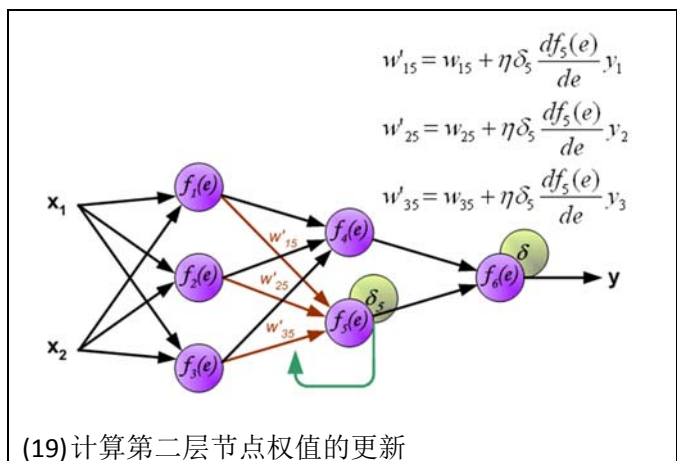 w'₁₅ = w₁₅ + ηδ₅ df₅(e)/de y₁
w'₂₅ = w₂₅ + ηδ₅ df₅(e)/de y₂
w'₃₅ = w₃₅ + ηδ₅ df₅(e)/de y₃
x₁
f₁(e)
w'₁₅
f₄(e)
f₂(e)
w'₂₅
δ₅
f₅(e)
δ
f₆(e)
y
w'₃₅
x₂
f₃(e)
(19)计算第二层节点权值的更新